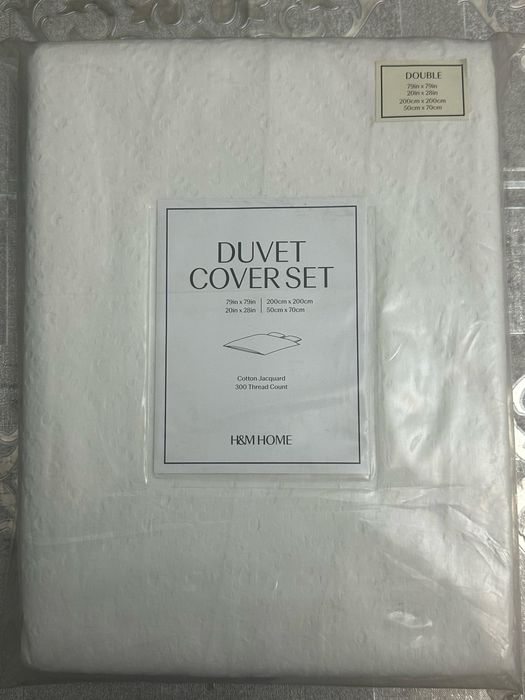 DOUBLE
79in x 79in
20in x 28in
200cm x 200cm
50cm x 70cm
DUVET
COVER SET
79in x 79in | 200cm x 200cm
20in x 28in | 50cm x 70cm
Cotton Jacquard
300 Thread Count
H&M HOME